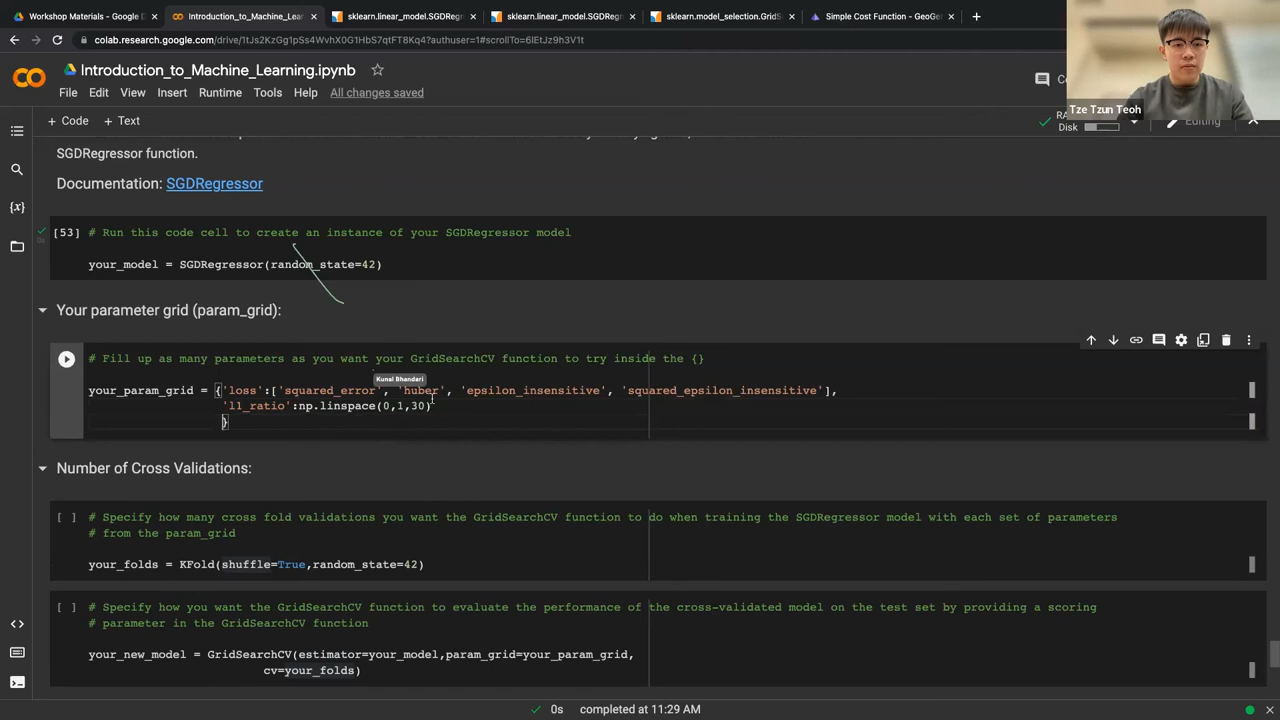 Workshop Materials - Google D
Introduction_to_Machine_Learn
sklearn.linear_model.SGDRegr
sklearn.linear_model.SGDRegr
sklearn.model_selection.GridS
Simple Cost Function - GeoGe
colab.research.google.com/drive/1tJs2KzGg1pSs4WvhX0G1HbS7qtFT8Kq4?authuser=1#scrollTo=6lEtJz9h3V1t
Introduction_to_Machine_Learning.ipynb
File Edit View Insert Runtime Tools Help All changes saved
Tze Tzun Teoh
+ Code + Text
RA
Disk
Editing
SGDRegressor function.
Documentation: SGDRegressor
[53] # Run this code cell to create an instance of your SGDRegressor model
your_model = SGDRegressor(random_state=42)
Your parameter grid (param_grid):
# Fill up as many parameters as you want your GridSearchCV function to try inside the {}
Kunal Bhandari
your_param_grid = {'loss':['squared_error', 'huber', 'epsilon_insensitive', 'squared_epsilon_insensitive'],
'l1_ratio':np.linspace(0,1,30)
}
Number of Cross Validations:
[ ] # Specify how many cross fold validations you want the GridSearchCV function to do when training the SGDRegressor model with each set of parameters
# from the param_grid
your_folds = KFold(shuffle=True,random_state=42)
[ ] # Specify how you want the GridSearchCV function to evaluate the performance of the cross-validated model on the test set by providing a scoring
# parameter in the GridSearchCV function
your_new_model = GridSearchCV(estimator=your_model,param_grid=your_param_grid,
cv=your_folds)
0s completed at 11:29 AM